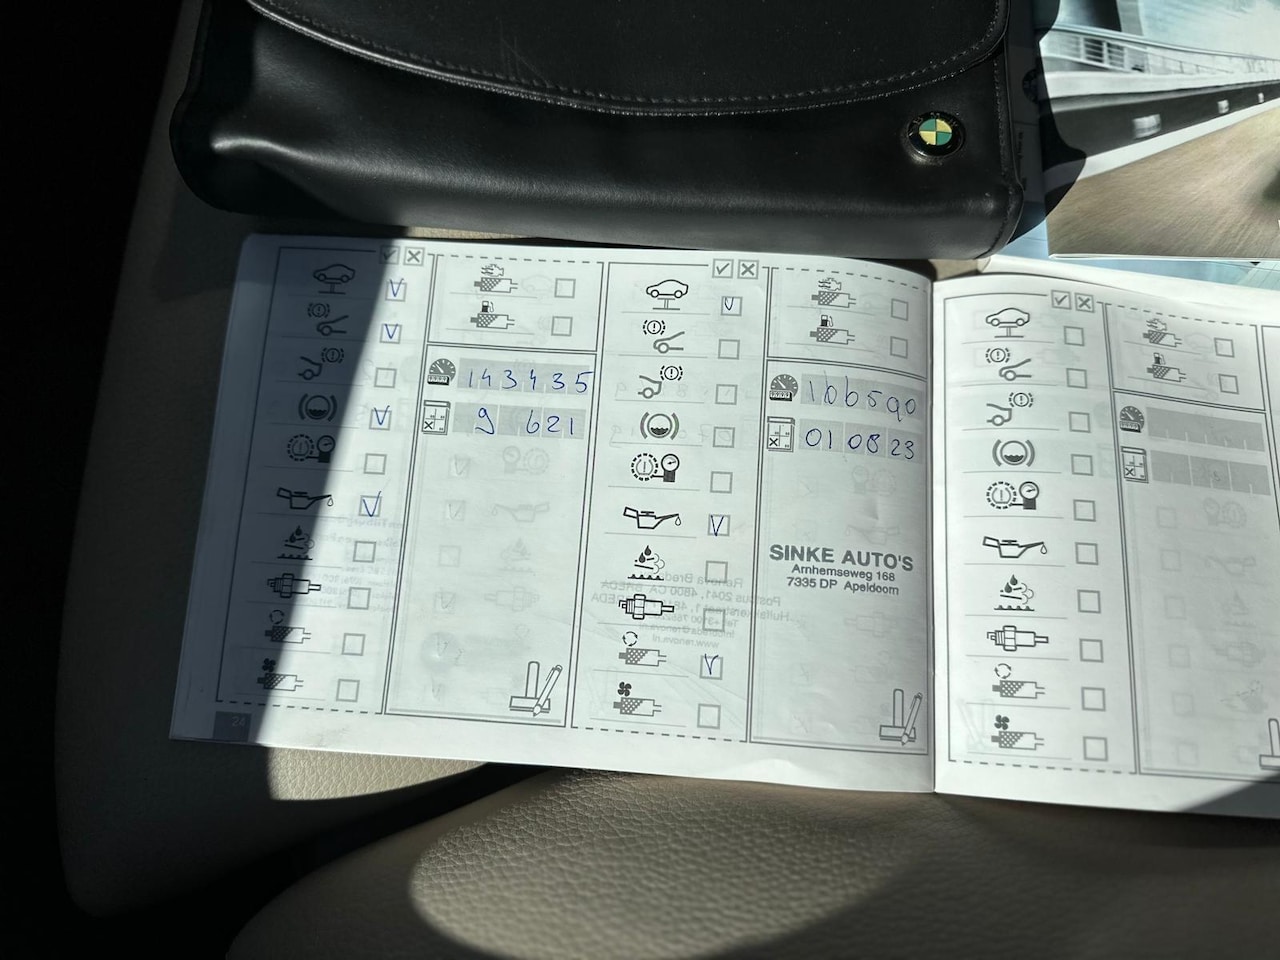 143435
9 621
166590
01 08 23
SINKE AUTO'S
Arnhemseweg 168
7335 DP Apeldoorn
24